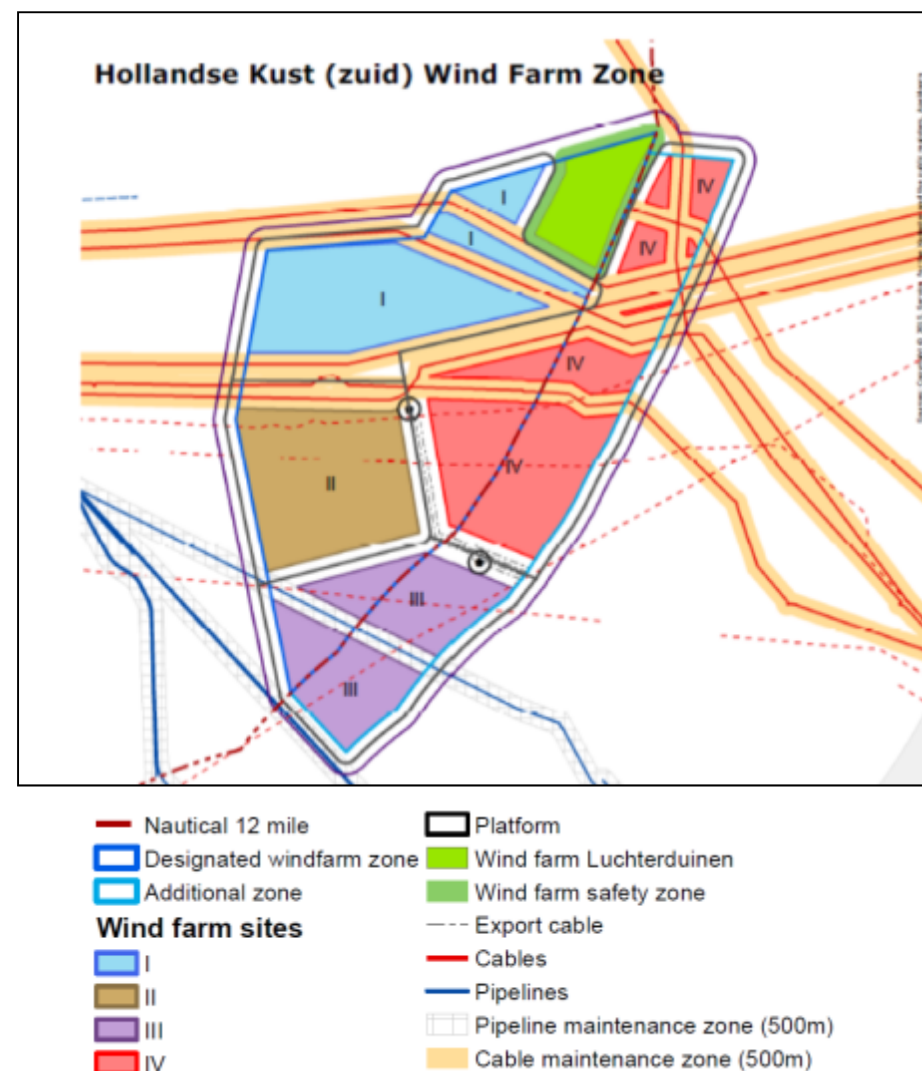 Hollandse Kust (zuid) Wind Farm Zone
I
IV
I
IV
I
IV
IV
II
III
III
Nautical 12 mile
Designated windfarm zone
Additional zone
Wind farm sites
I
II
III
IV
Platform
Wind farm Luchterduinen
Wind farm safety zone
Export cable
Cables
Pipelines
Pipeline maintenance zone (500m)
Cable maintenance zone (500m)